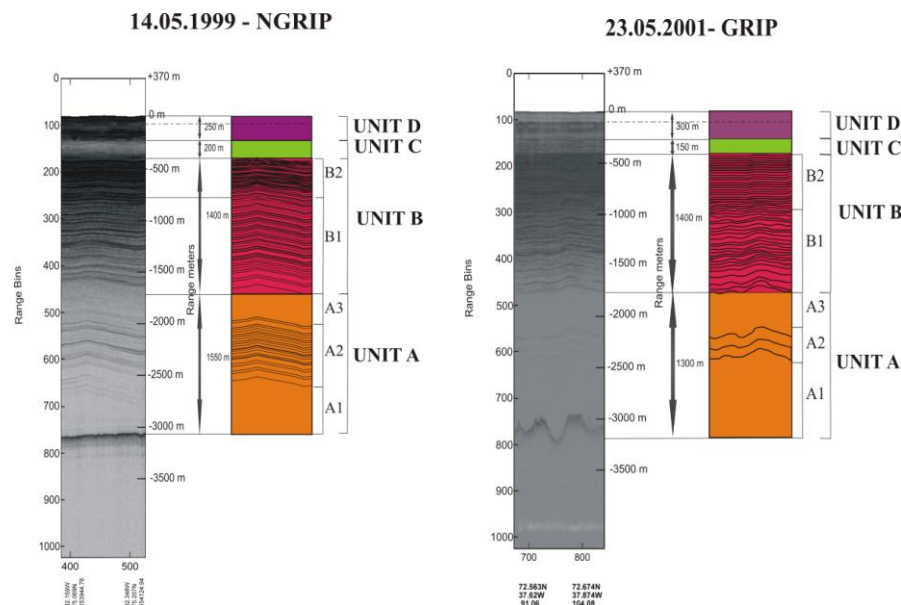 14.05.1999 - NGRIP
0
100
200
300
400
500
600
700
800
900
1000
Range Bins
400
500
+370 m
0 m
-500 m
-1000 m
-1500 m
-2000 m
-2500 m
-3000 m
-3500 m
Range meters
250 m
200 m
1400 m
1550 m
B2
B1
A3
A2
A1
UNIT D
UNIT C
UNIT B
UNIT A
23.05.2001- GRIP
0
100
200
300
400
500
600
700
800
900
1000
Range Bins
700
800
72.563N
37.62W
91.06
72.674N
37.874W
104.08
+370 m
0 m
-500 m
-1000 m
-1500 m
-2000 m
-2500 m
-3000 m
-3500 m
Range meters
300 m
150 m
1400 m
1300 m
B2
B1
A3
A2
A1
UNIT D
UNIT C
UNIT B
UNIT A